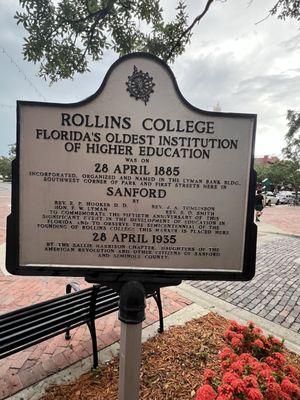 ROLLINS COLLEGE
FLORIDA'S OLDEST INSTITUTION
OF HIGHER EDUCATION
WAS ON
28 APRIL 1885
INCORPORATED, ORGANIZED AND NAMED IN THE LYMAN BANK BLDG.
SOUTHWEST CORNER OF PARK AND FIRST STREETS HERE IN
SANFORD
BY
REV. E. P. HOOKER D. D. REV. J. A. TOMLINSON
HON. F. W. LYMAN REV. S. D. SMITH
TO COMMEMORATE THE FIFTIETH ANNIVERSARY OF THIS
SIGNIFICANT EVENT IN THE DEVELOPMENT OF EDUCATION IN
FLORIDA AND TO OBSERVE THE SEMICENTENNIAL OF THE
FOUNDING OF ROLLINS COLLEGE THIS MARKER IS PLACED HERE
28 APRIL 1935
BY THE SALLIE HARRISON CHAPTER, DAUGHTERS OF THE
AMERICAN REVOLUTION AND OTHER CITIZENS OF SANFORD
AND SEMINOLE COUNTY